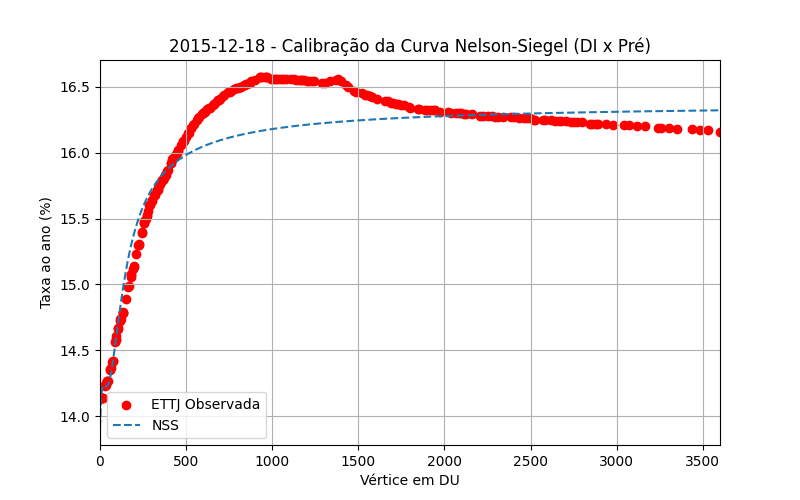 2015-12-18 - Calibração da Curva Nelson-Siegel (DI x Pré)
Taxa ao ano (%)
16.5
16.0
15.5
15.0
14.5
14.0
ETTJ Observada
NSS
0 500 1000 1500 2000 2500 3000 3500
Vértice em DU